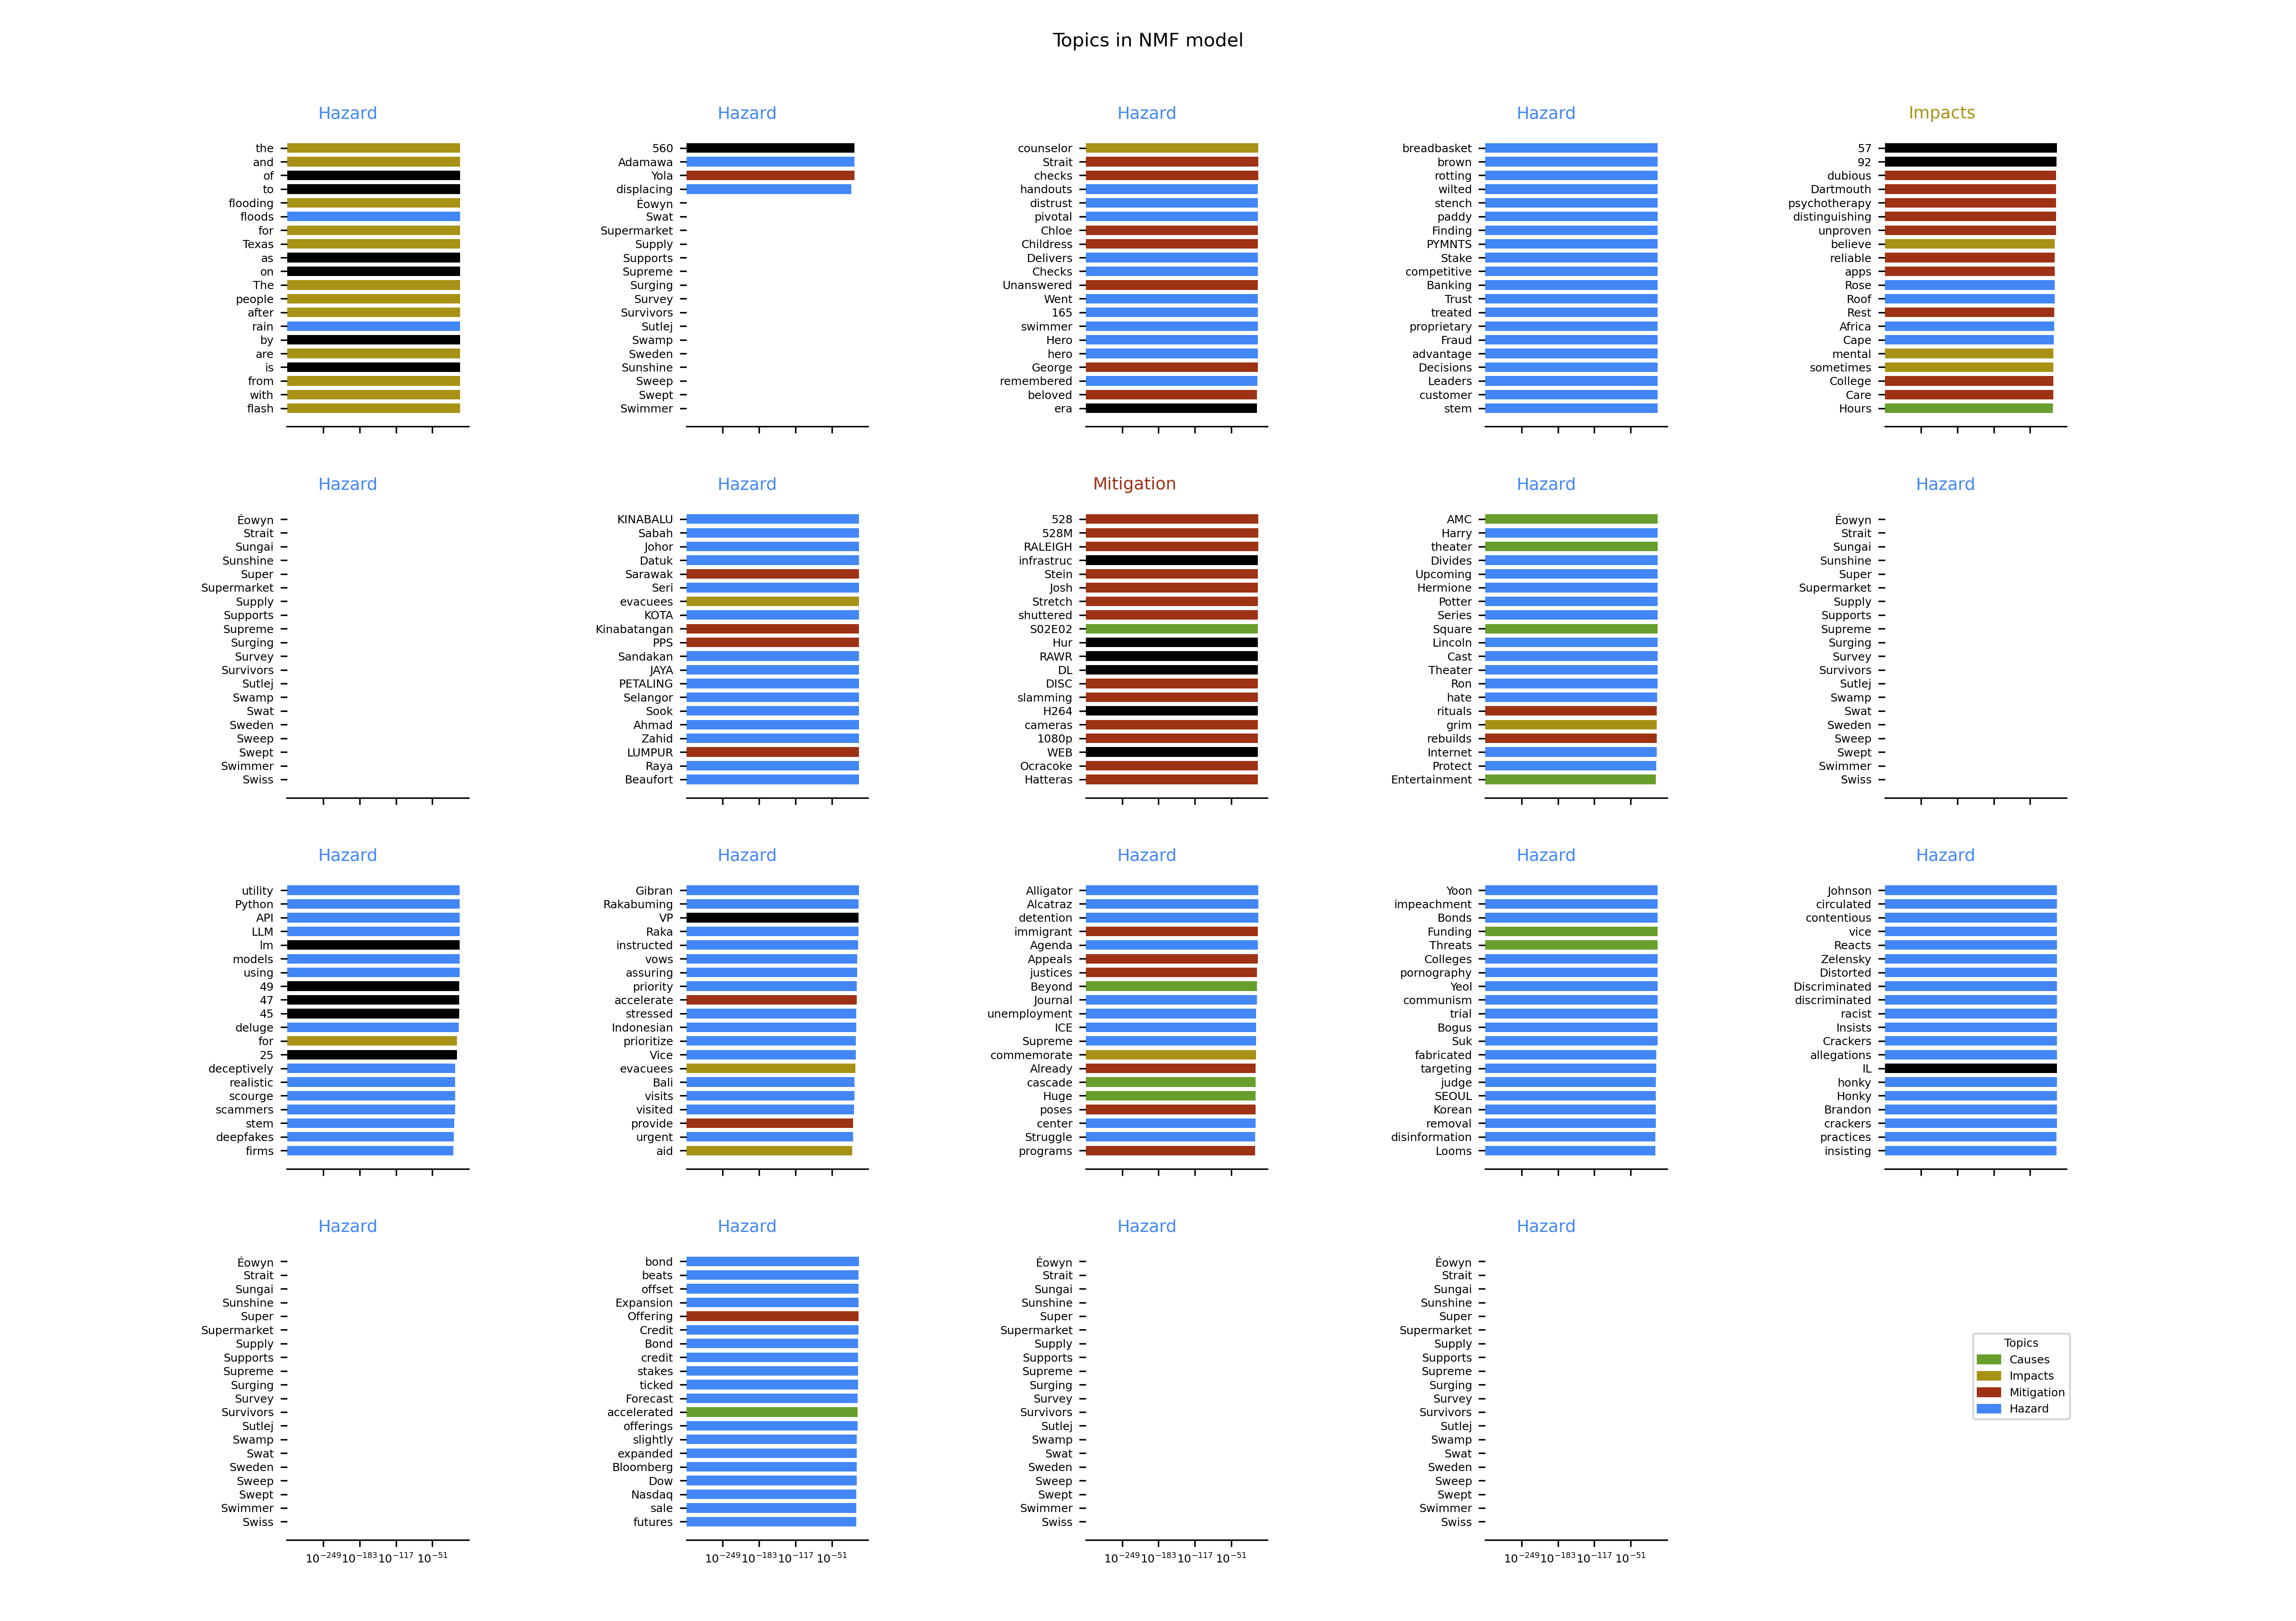 Topics in NMF model
Hazard
the
and
of
to
flooding
floods
for
Texas
as
on
The
people
after
rain
by
are
is
from
with
flash
Hazard
560
Adamawa
Yola
displacing
Éowyn
Swat
Supermarket
Supply
Supports
Supreme
Surging
Survey
Survivors
Sutlej
Swamp
Sweden
Sunshine
Sweep
Swept
Swimmer
Hazard
counselor
Strait
checks
handouts
distrust
pivotal
Chloe
Childress
Delivers
Checks
Unanswered
Went
165
swimmer
Hero
hero
George
remembered
beloved
era
Hazard
breadbasket
brown
rotting
wilted
stench
paddy
Finding
PYMNTS
Stake
competitive
Banking
Trust
treated
proprietary
Fraud
advantage
Decisions
Leaders
customer
stem
Impacts
57
92
dubious
Dartmouth
psychotherapy
distinguishing
unproven
believe
reliable
apps
Rose
Roof
Rest
Africa
Cape
mental
sometimes
College
Care
Hours
Hazard
Éowyn
Strait
Sungai
Sunshine
Super
Supermarket
Supply
Supports
Supreme
Surging
Survey
Survivors
Sutlej
Swamp
Swat
Sweden
Sweep
Swept
Swimmer
Swiss
Hazard
KINABALU
Sabah
Johor
Datuk
Sarawak
Seri
evacuees
KOTA
Kinabatangan
PPS
Sandakan
JAYA
PETALING
Selangor
Sook
Ahmad
Zahid
LUMPUR
Raya
Beaufort
Mitigation
528
528M
RALEIGH
infrastruc
Stein
Josh
Stretch
shuttered
S02E02
Hur
RAWR
DL
DISC
slamming
H264
cameras
1080p
WEB
Ocracoke
Hatteras
Hazard
AMC
Harry
theater
Divides
Upcoming
Hermione
Potter
Series
Square
Lincoln
Cast
Theater
Ron
hate
rituals
grim
rebuilds
Internet
Protect
Entertainment
Hazard
Éowyn
Strait
Sungai
Sunshine
Super
Supermarket
Supply
Supports
Supreme
Surging
Survey
Survivors
Sutlej
Swamp
Swat
Sweden
Sweep
Swept
Swimmer
Swiss
Hazard
utility
Python
API
LLM
lm
models
using
49
47
45
deluge
for
25
deceptively
realistic
scourge
scammers
stem
deepfakes
firms
Hazard
Gibran
Rakabuming
VP
Raka
instructed
vows
assuring
priority
accelerate
stressed
Indonesian
prioritize
Vice
evacuees
Bali
visits
visited
provide
urgent
aid
Hazard
Alligator
Alcatraz
detention
immigrant
Agenda
Appeals
justices
Beyond
Journal
unemployment
ICE
Supreme
commemorate
Already
cascade
Huge
poses
center
Struggle
programs
Hazard
Yoon
impeachment
Bonds
Funding
Threats
Colleges
pornography
Yeol
communism
trial
Bogus
Suk
fabricated
targeting
judge
SEOUL
Korean
removal
disinformation
Looms
Hazard
Johnson
circulated
contentious
vice
Reacts
Zelensky
Distorted
Discriminated
discriminated
racist
Insists
Crackers
allegations
IL
honky
Honky
Brandon
crackers
practices
insisting
Hazard
Éowyn
Strait
Sungai
Sunshine
Super
Supermarket
Supply
Supports
Supreme
Surging
Survey
Survivors
Sutlej
Swamp
Swat
Sweden
Sweep
Swept
Swimmer
Swiss
10⁻²⁴⁹ 10⁻¹⁸³ 10⁻¹¹⁷ 10⁻⁵¹
Hazard
bond
beats
offset
Expansion
Offering
Credit
Bond
credit
stakes
ticked
Forecast
accelerated
offerings
slightly
expanded
Bloomberg
Dow
Nasdaq
sale
futures
10⁻²⁴⁹ 10⁻¹⁸³ 10⁻¹¹⁷ 10⁻⁵¹
Hazard
Éowyn
Strait
Sungai
Sunshine
Super
Supermarket
Supply
Supports
Supreme
Surging
Survey
Survivors
Sutlej
Swamp
Swat
Sweden
Sweep
Swept
Swimmer
Swiss
10⁻²⁴⁹ 10⁻¹⁸³ 10⁻¹¹⁷ 10⁻⁵¹
Hazard
Éowyn
Strait
Sungai
Sunshine
Super
Supermarket
Supply
Supports
Supreme
Surging
Survey
Survivors
Sutlej
Swamp
Swat
Sweden
Sweep
Swept
Swimmer
Swiss
10⁻²⁴⁹ 10⁻¹⁸³ 10⁻¹¹⁷ 10⁻⁵¹
Topics
Causes
Impacts
Mitigation
Hazard